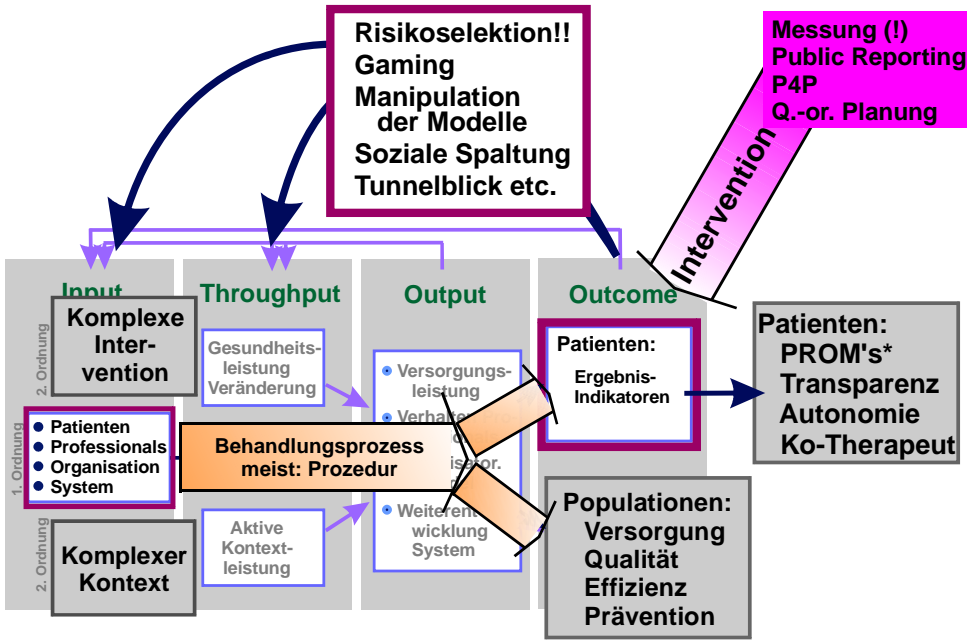 Risikoselektion!!
Gaming
Manipulation
der Modelle
Soziale Spaltung
Tunnelblick etc.
Messung (!)
Public Reporting
P4P
Q.-or. Planung
Intervention
Input
Throughput
Output
Outcome
2. Ordnung
Komplexe
Inter-
vention
Gesundheits-
leistung
Veränderung
Versorgungs-
leistung
Patienten:
Ergebnis-
Indikatoren
Patienten:
PROM's*
Transparenz
Autonomie
Ko-Therapeut
1. Ordnung
Patienten
Professionals
Organisation
System
Behandlungsprozess
meist: Prozedur
2. Ordnung
Komplexer
Kontext
Aktive
Kontext-
leistung
Weiterent
wicklung
System
Populationen:
Versorgung
Qualität
Effizienz
Prävention